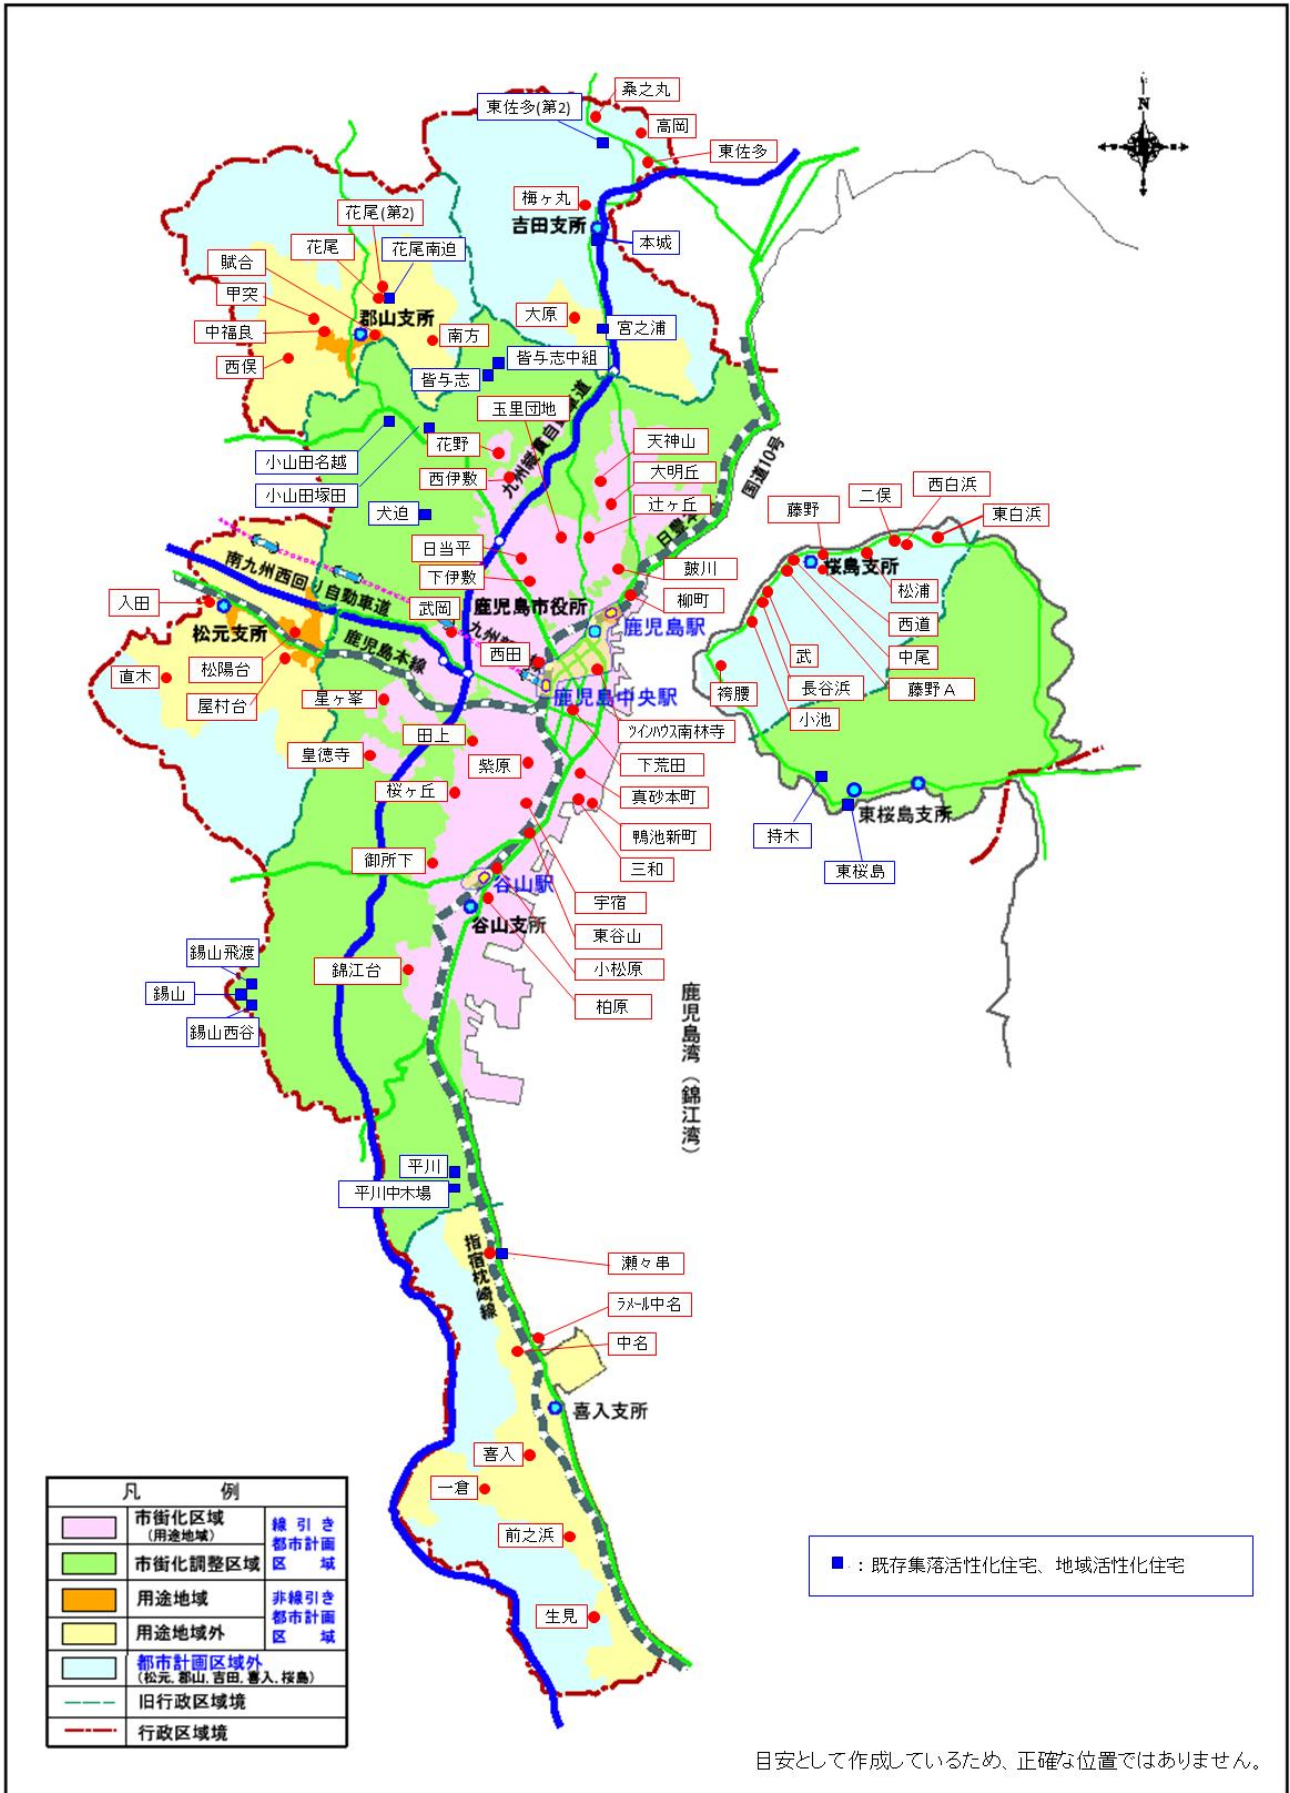 桑之丸
東佐多(第2)
高岡
東佐多
N
梅ヶ丸
吉田支所
本城
花尾(第2)
花尾
花尾南迫
賦合
甲突
郡山支所
中福良
南方
西俣
大原
宮之浦
皆与志中組
皆与志
玉里団地
九州縦貫自動車道
花野
西伊敷
小山田名越
小山田塚田
犬迫
天神山
大明丘
辻ヶ丘
国道10号
日当平
下伊敷
皷川
柳町
南九州西回り自動車道
入田
松元支所
武岡
鹿児島市役所
鹿児島駅
鹿児島本線
西田
松陽台
直木
屋村台
鹿児島中央駅
星ヶ峯
ツインハウス南林寺
田上
皇徳寺
紫原
下荒田
桜ヶ丘
真砂本町
鴨池新町
御所下
三和
谷山駅
宇宿
谷山支所
東谷山
小松原
柏原
錦江台
錫山飛渡
錫山
錫山西谷
鹿児島湾(錦江湾)
二俣
西白浜
藤野
東白浜
桜島支所
松浦
西道
中尾
武
長谷浜
藤野A
袴腰
小池
東桜島支所
持木
東桜島
平川
平川中木場
指宿枕崎線
瀬々串
ラメール中名
中名
喜入支所
喜入
一倉
前之浜
生見
凡 例
市街化区域
(用途地域)
市街化調整区域
線引き
都市計画
区 域
用途地域
用途地域外
非線引き
都市計画
区 域
都市計画区域外
(松元、郡山、吉田、喜入、桜島)
旧行政区域境
行政区域境
■:既存集落活性化住宅、地域活性化住宅
目安として作成しているため、正確な位置ではありません。